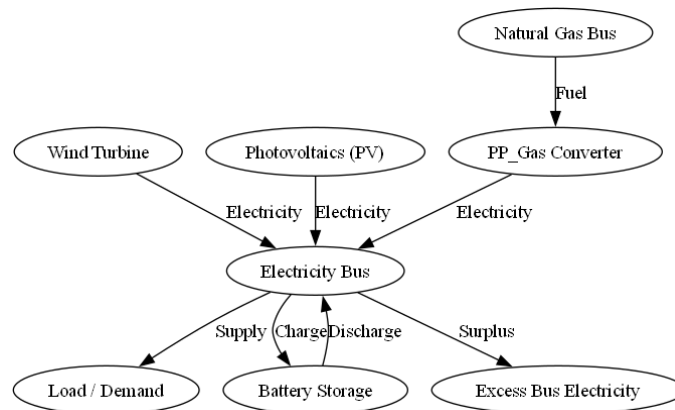 Natural Gas Bus
Fuel
Wind Turbine
Photovoltaics (PV)
PP_Gas Converter
Electricity
Electricity
Electricity
Electricity Bus
Supply
Charge
Discharge
Surplus
Load / Demand
Battery Storage
Excess Bus Electricity